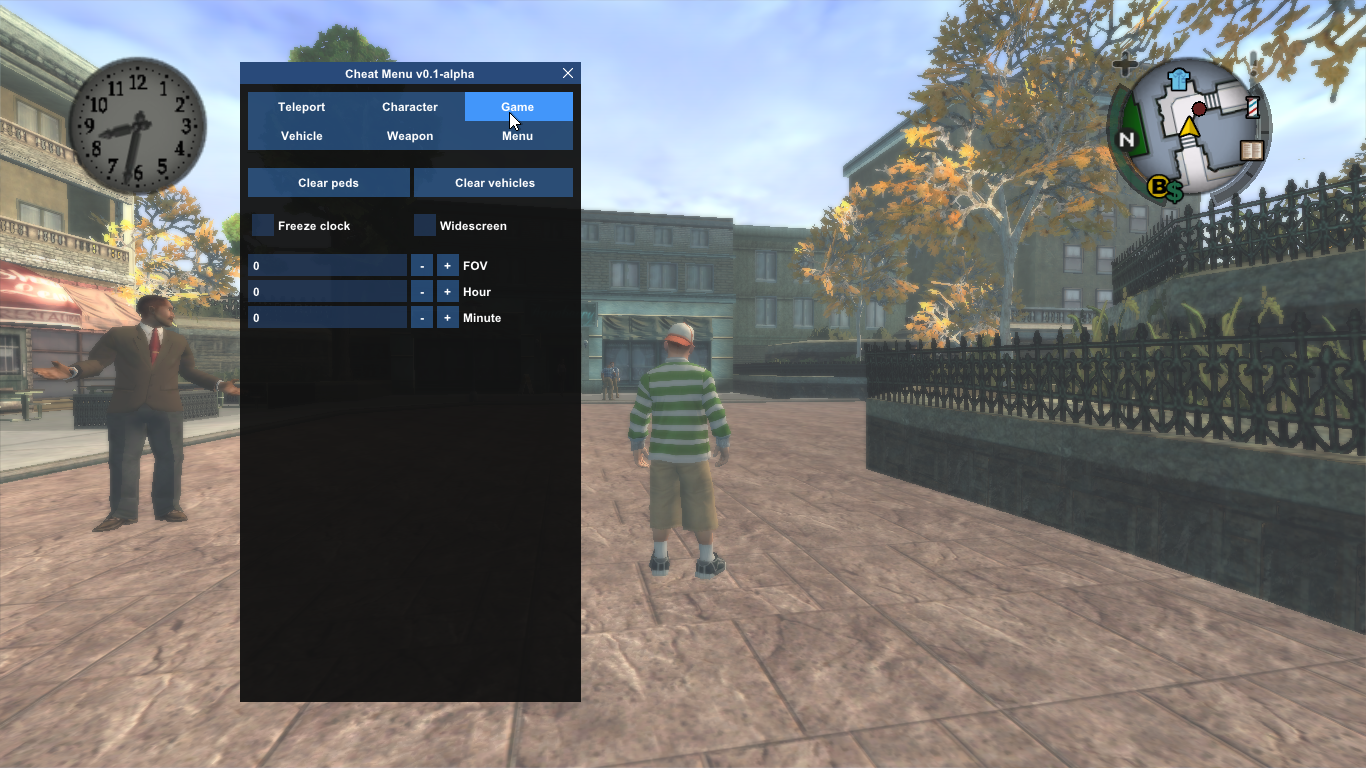 Cheat Menu v0.1-alpha
Teleport Character Game
Vehicle Weapon Menu
Clear peds Clear vehicles
Freeze clock Widescreen
0 - + FOV
0 - + Hour
0 - + Minute
12
11 1
10 2
9 3
8 4
7 6 5
N
B$